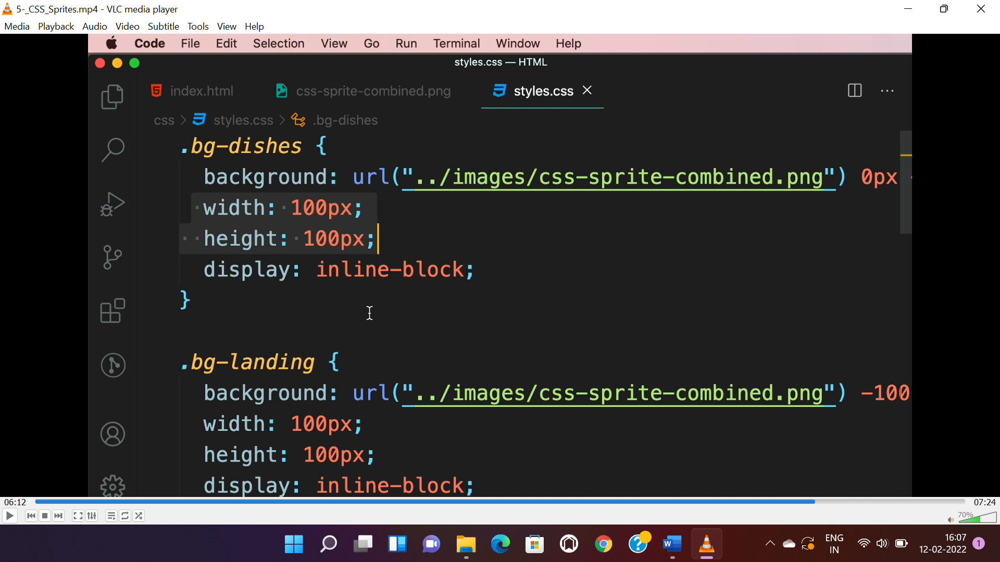 5-_CSS_Sprites.mp4 - VLC media player
Media Playback Audio Video Subtitle Tools View Help
Code File Edit Selection View Go Run Terminal Window Help
styles.css — HTML
index.html css-sprite-combined.png styles.css
css > styles.css > .bg-dishes
.bg-dishes {
background: url("../images/css-sprite-combined.png") 0px
width: 100px;
height: 100px;
display: inline-block;
}
.bg-landing {
background: url("../images/css-sprite-combined.png") -100
width: 100px;
height: 100px;
display: inline-block;
06:12 07:24
70%
ENG 16:07
IN 12-02-2022 1